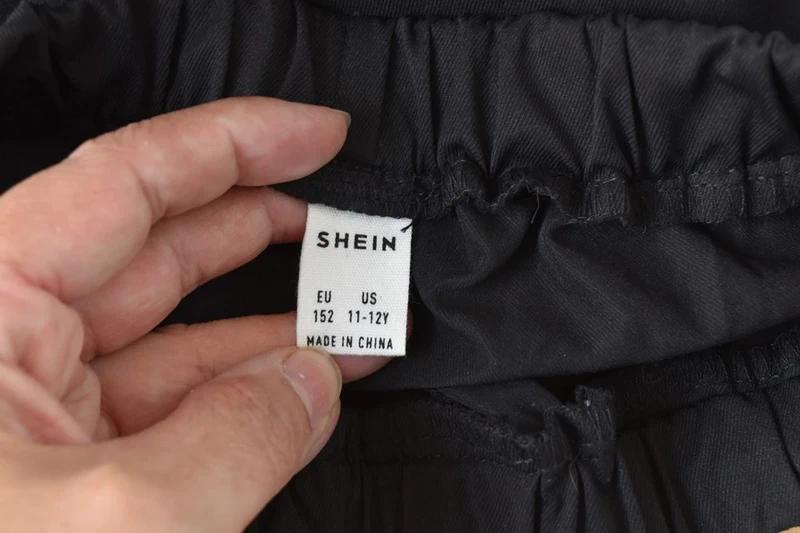 SHEIN
EU US
152 11-12Y
MADE IN CHINA